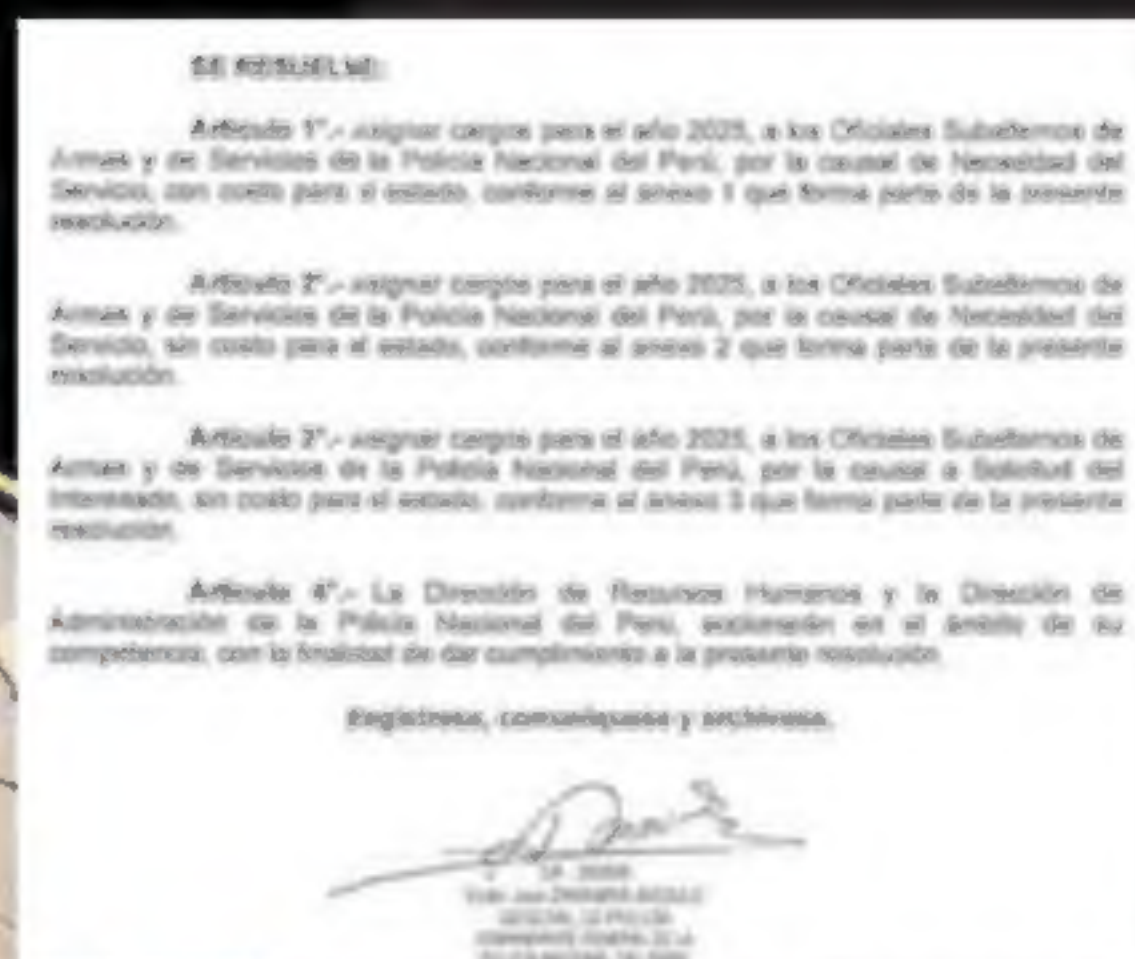 SE RESUELVE:
Artículo 1°.- asignar cargos para el año 2025, a los Oficiales Subalternos de
Armas y de Servicios de la Policía Nacional del Perú, por la causal de Necesidad del
Servicio, con costo para el estado, conforme al anexo 1 que forma parte de la presente
resolución.
Artículo 2°.- asignar cargos para el año 2025, a los Oficiales Subalternos de
Armas y de Servicios de la Policía Nacional del Perú, por la causal de Necesidad del
Servicio, sin costo para el estado, conforme al anexo 2 que forma parte de la presente
resolución.
Artículo 3°.- asignar cargos para el año 2025, a los Oficiales Subalternos de
Armas y de Servicios de la Policía Nacional del Perú, por la causal a Solicitud del
Interesado, sin costo para el estado, conforme al anexo 3 que forma parte de la presente
resolución.
Artículo 4°.- La Dirección de Recursos Humanos y la Dirección de
Administración de la Policía Nacional del Perú, accionarán en el ámbito de su
competencia, con la finalidad de dar cumplimiento a la presente resolución.
Regístrese, comuníquese y archívese.